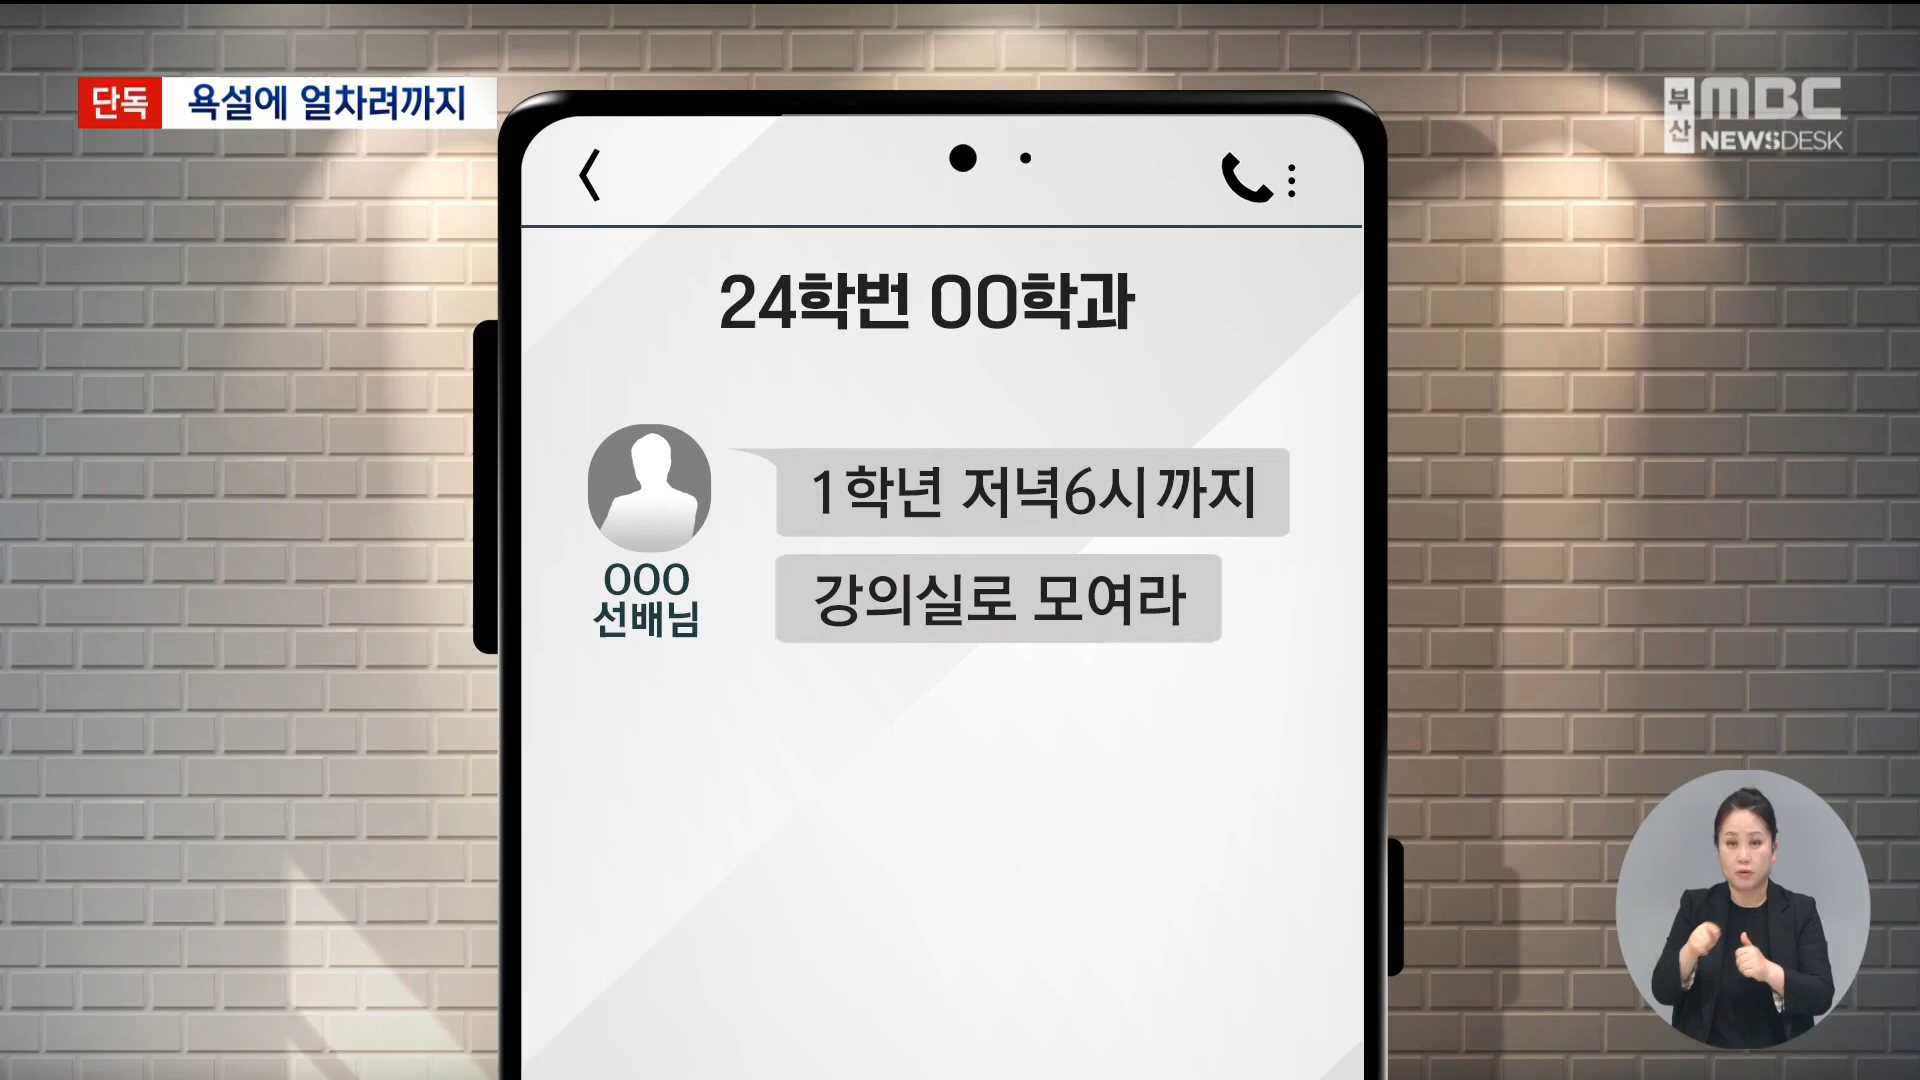 단독 욕설에 얼차려까지
부산 MBC
NEWSDESK
24학번 OO학과
1학년 저녁6시까지
강의실로 모여라
OOO
선배님